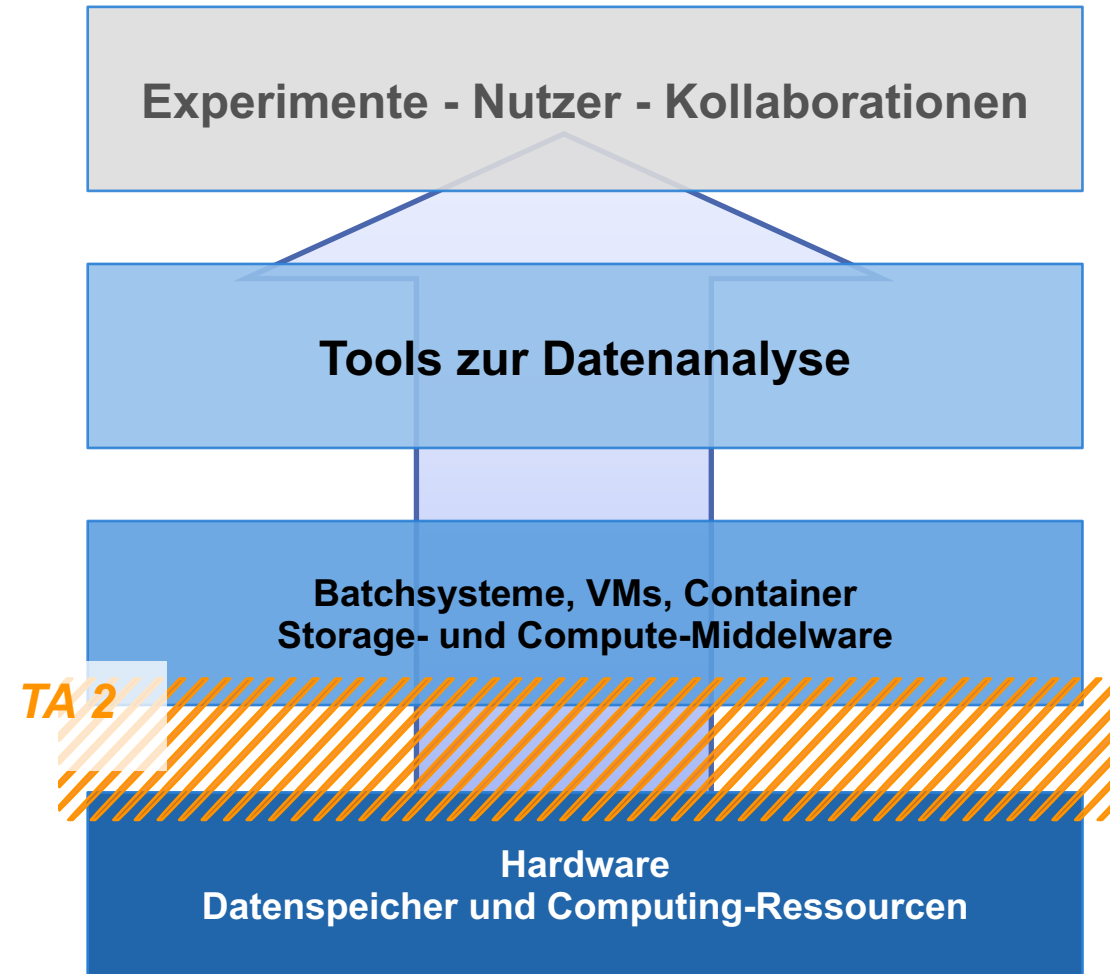 Experimente - Nutzer - Kollaborationen
Tools zur Datenanalyse
Batchsysteme, VMs, Container
Storage- und Compute-Middelware
TA 2
Hardware
Datenspeicher und Computing-Ressourcen